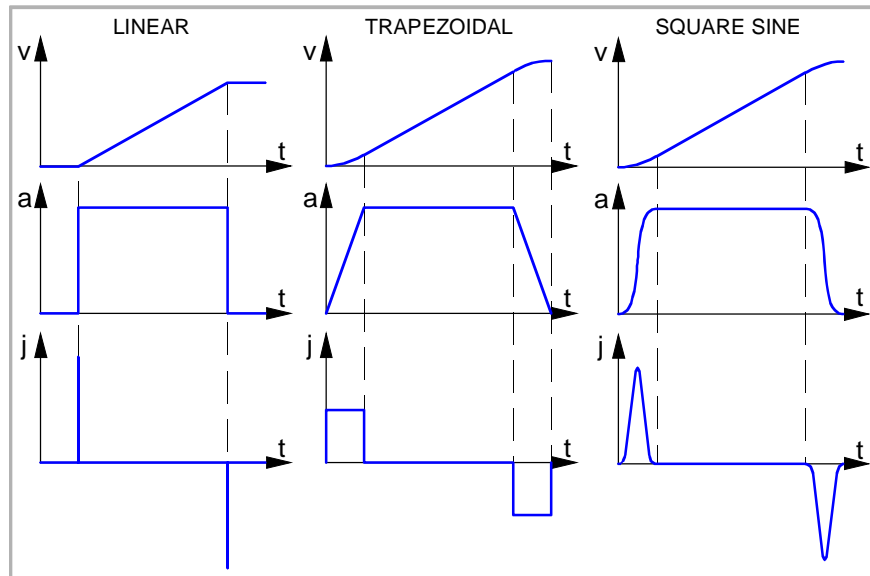 LINEAR TRAPEZOIDAL SQUARE SINE
v t v t v t
a t a t a t
j t j t j t